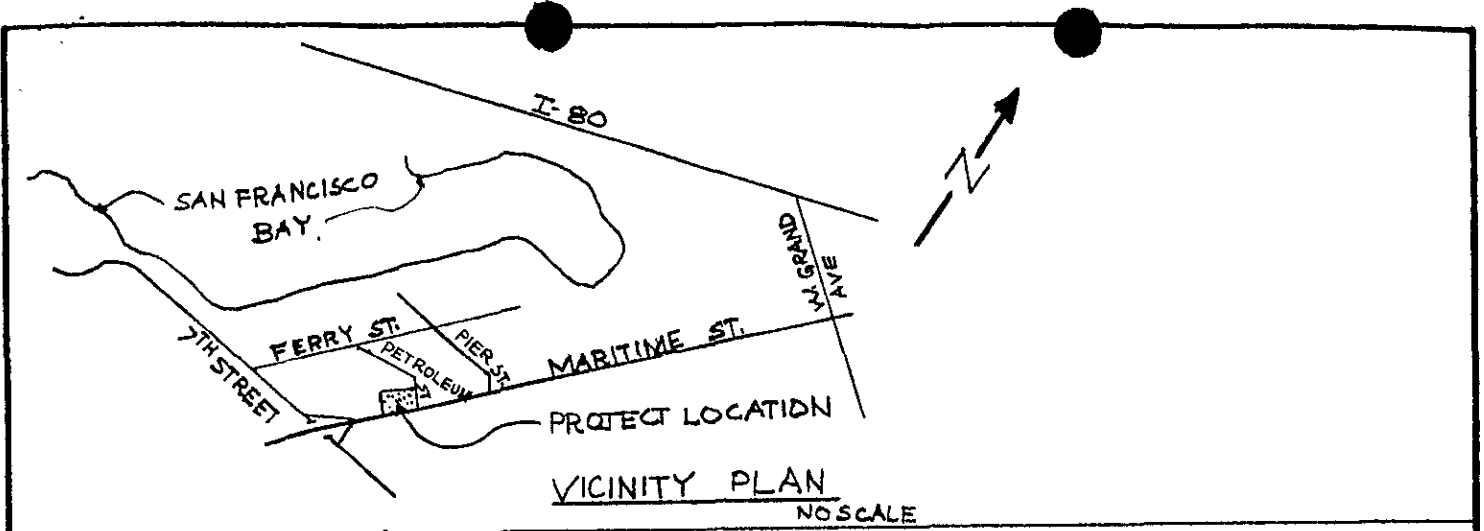 I-80
N
SAN FRANCISCO
BAY.
W. GRAND
AVE
FERRY ST.
PIER ST.
PETROLEUM
MARITIME ST.
7TH STREET
PROJECT LOCATION
VICINITY PLAN
NO SCALE